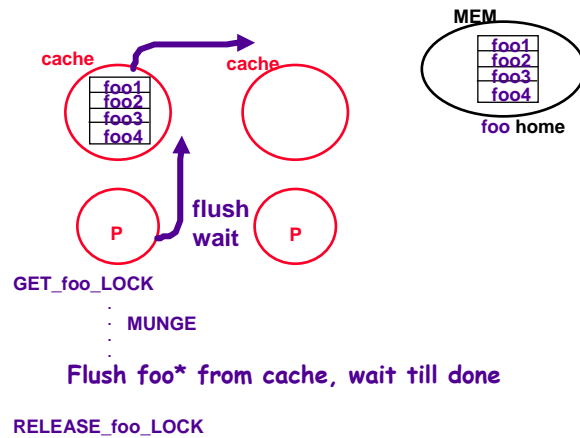 MEM
cache
cache
foo1
foo2
foo3
foo4
foo1
foo2
foo3
foo4
foo home
flush
wait
P
P
GET_foo_LOCK
MUNGE
Flush foo* from cache, wait till done
RELEASE_foo_LOCK